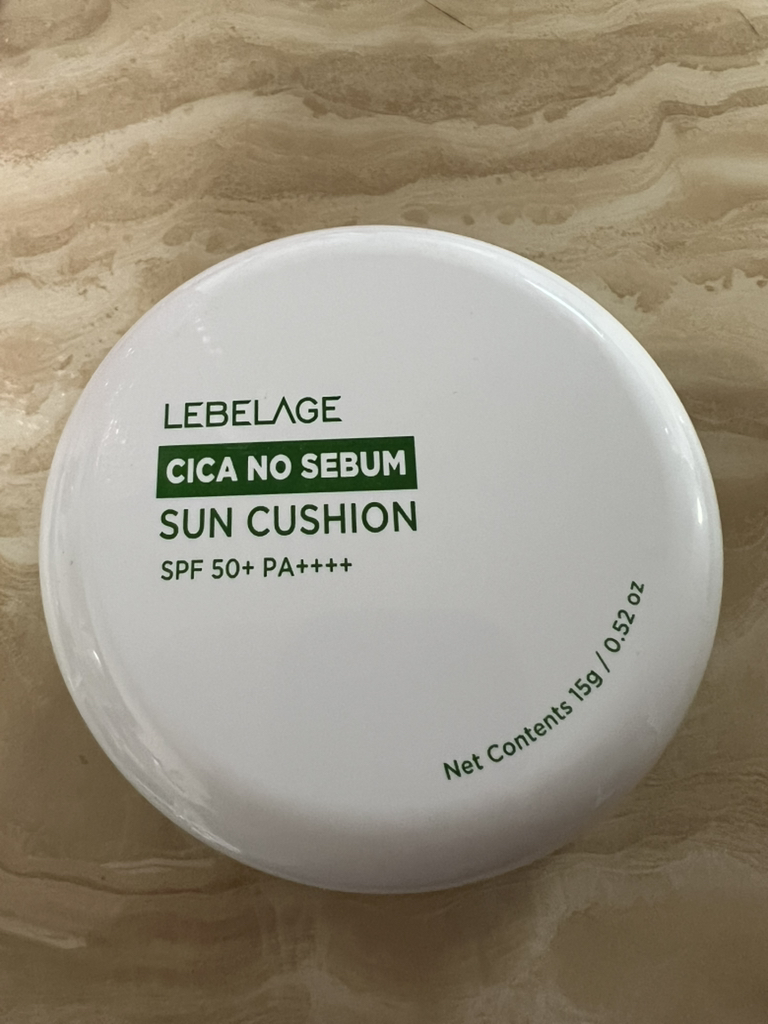 LEBELAGE
CICA NO SEBUM
SUN CUSHION
SPF 50+ PA++++
Net Contents 15g / 0.52 oz